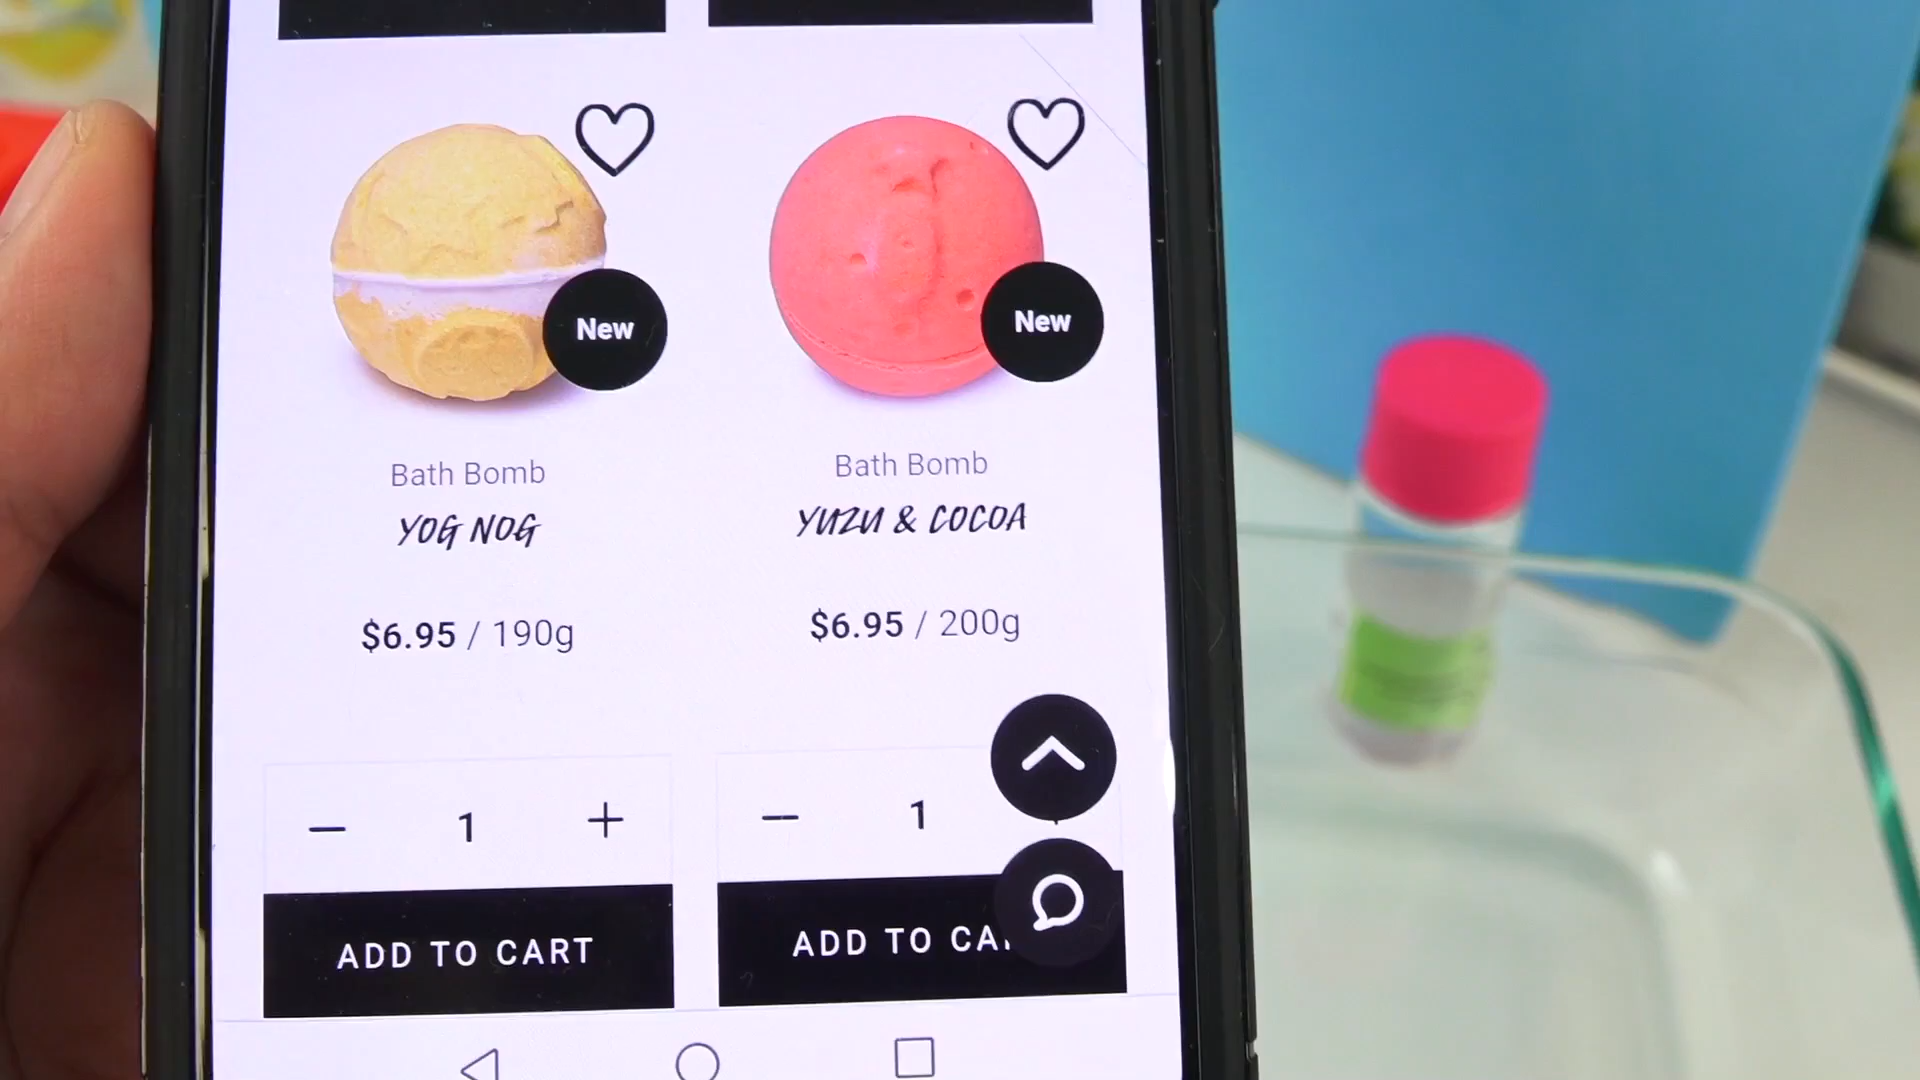 New
New
Bath Bomb
YOG NOG
$6.95 / 190g
Bath Bomb
YUZU & COCOA
$6.95 / 200g
1
1
ADD TO CART
ADD TO